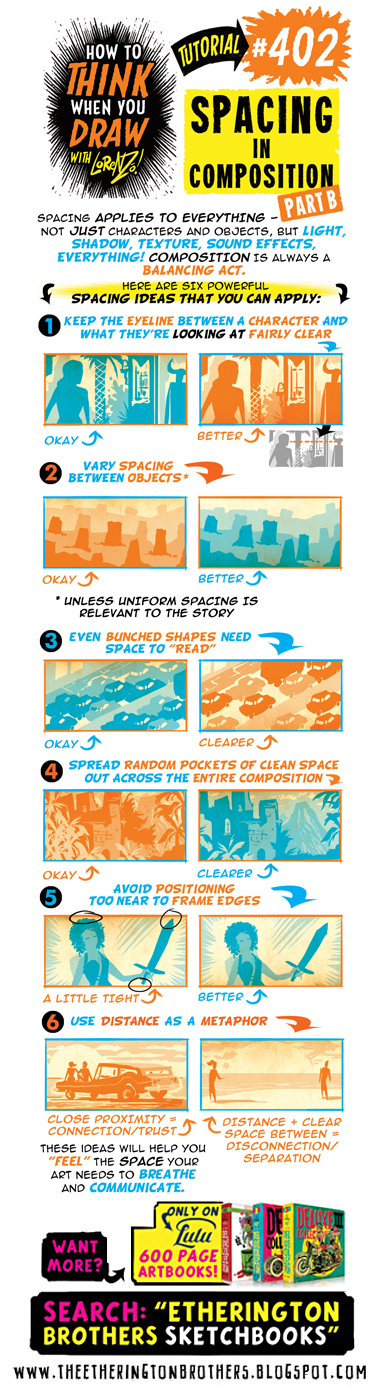 HOW TO
THINK
WHEN YOU
DRAW
WITH LORENZO!
TUTORIAL
#402
SPACING
IN
COMPOSITION
PART B
SPACING APPLIES TO EVERYTHING –
NOT JUST CHARACTERS AND OBJECTS, BUT LIGHT,
SHADOW, TEXTURE, SOUND EFFECTS,
EVERYTHING! COMPOSITION IS ALWAYS A
BALANCING ACT.
HERE ARE SIX POWERFUL
SPACING IDEAS THAT YOU CAN APPLY:
1 KEEP THE EYELINE BETWEEN A CHARACTER AND
WHAT THEY'RE LOOKING AT FAIRLY CLEAR
OKAY
BETTER
2 VARY SPACING
BETWEEN OBJECTS*
OKAY
BETTER
* UNLESS UNIFORM SPACING IS
RELEVANT TO THE STORY
3 EVEN BUNCHED SHAPES NEED
SPACE TO "READ"
OKAY
CLEARER
4 SPREAD RANDOM POCKETS OF CLEAN SPACE
OUT ACROSS THE ENTIRE COMPOSITION
OKAY
CLEARER
5 AVOID POSITIONING
TOO NEAR TO FRAME EDGES
A LITTLE TIGHT
BETTER
6 USE DISTANCE AS A METAPHOR
CLOSE PROXIMITY =
CONNECTION/TRUST
DISTANCE + CLEAR
SPACE BETWEEN =
DISCONNECTION/
SEPARATION
THESE IDEAS WILL HELP YOU
"FEEL" THE SPACE YOUR
ART NEEDS TO BREATHE
AND COMMUNICATE.
WANT
MORE?
ONLY ON
Lulu
600 PAGE
ARTBOOKS!
SEARCH: "ETHERINGTON
BROTHERS SKETCHBOOKS"
WWW.THEETHERINGTONBROTHERS.BLOGSPOT.COM